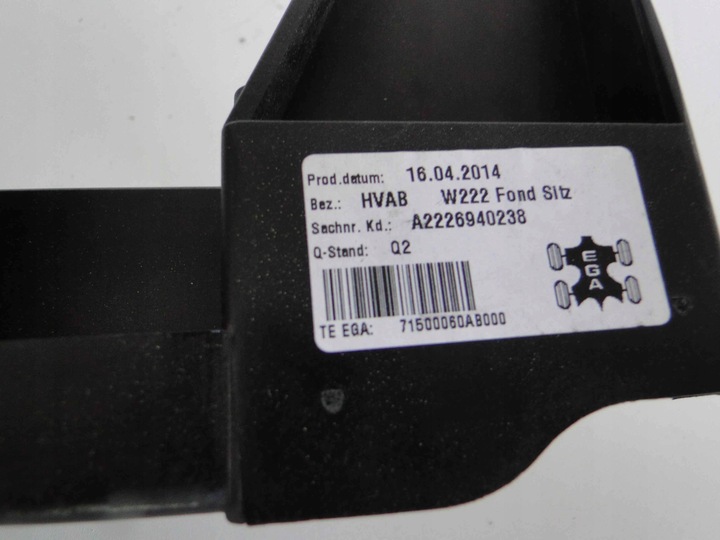 Prod.datum: 16.04.2014
Bez.: HVAB W222 Fond Sitz
Sachnr. Kd.: A2226940238
Q-Stand: Q2
EGA
TE EGA: 71500060AB000